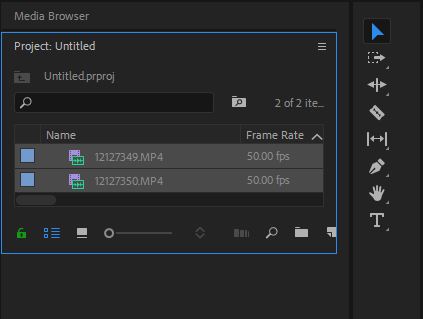 Media Browser
Project: Untitled
Untitled.prproj
2 of 2 ite...
Name Frame Rate
12127349.MP4 50.00 fps
12127350.MP4 50.00 fps